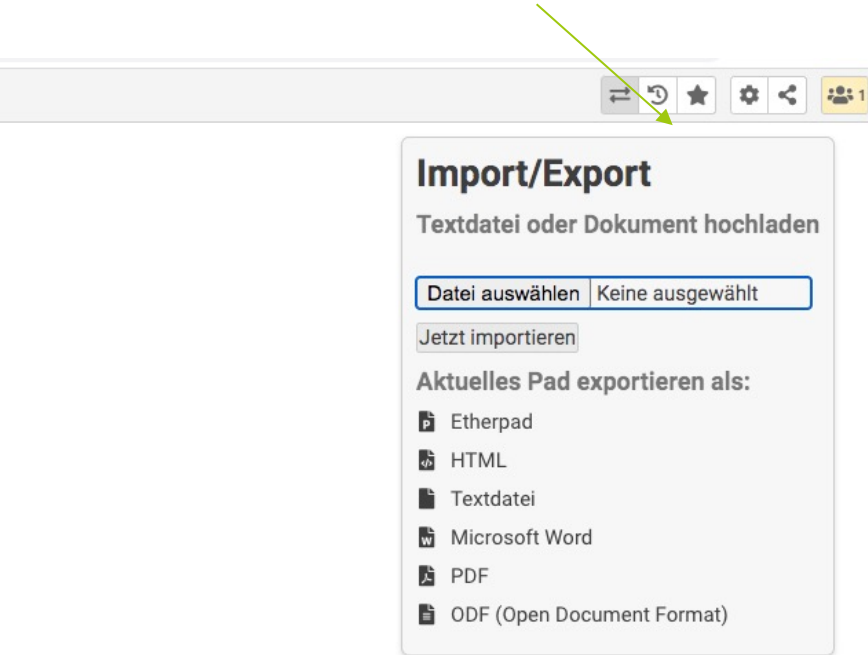 1
Import/Export
Textdatei oder Dokument hochladen
Datei auswählen Keine ausgewählt
Jetzt importieren
Aktuelles Pad exportieren als:
Etherpad
HTML
Textdatei
Microsoft Word
PDF
ODF (Open Document Format)